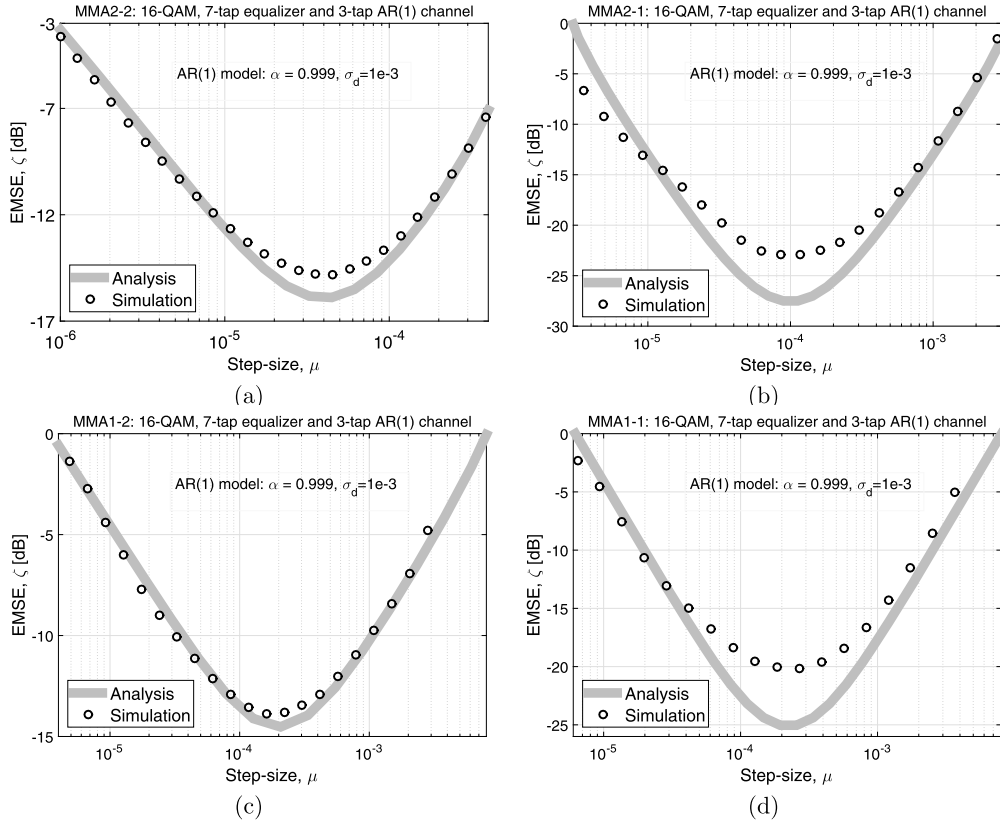 MMA2-2: 16-QAM, 7-tap equalizer and 3-tap AR(1) channel
-3
-7
-12
-17
EMSE, ζ [dB]
AR(1) model: α = 0.999, σd=1e-3
Analysis
Simulation
10-6
10-5
10-4
Step-size, μ
(a)
MMA2-1: 16-QAM, 7-tap equalizer and 3-tap AR(1) channel
0
-5
-10
-15
-20
-25
-30
EMSE, ζ [dB]
AR(1) model: α = 0.999, σd=1e-3
Analysis
Simulation
10-5
10-4
10-3
Step-size, μ
(b)
MMA1-2: 16-QAM, 7-tap equalizer and 3-tap AR(1) channel
0
-5
-10
-15
EMSE, ζ [dB]
AR(1) model: α = 0.999, σd=1e-3
Analysis
Simulation
10-5
10-4
10-3
Step-size, μ
(c)
MMA1-1: 16-QAM, 7-tap equalizer and 3-tap AR(1) channel
0
-5
-10
-15
-20
-25
EMSE, ζ [dB]
AR(1) model: α = 0.999, σd=1e-3
Analysis
Simulation
10-5
10-4
10-3
Step-size, μ
(d)